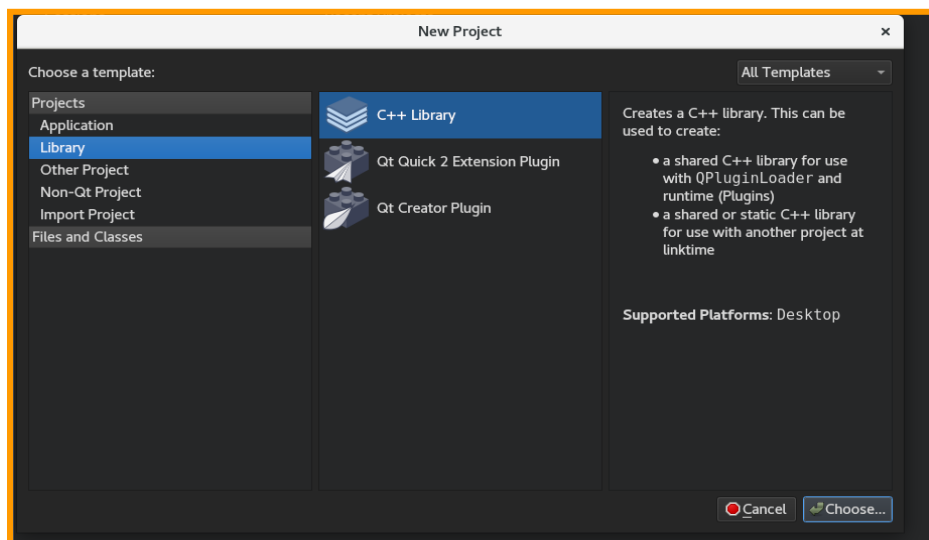 New Project
Choose a template:
All Templates
Projects
Application
Library
Other Project
Non-Qt Project
Import Project
Files and Classes
C++ Library
Qt Quick 2 Extension Plugin
Qt Creator Plugin
Creates a C++ library. This can be
used to create:
• a shared C++ library for use
with QPluginLoader and
runtime (Plugins)
• a shared or static C++ library
for use with another project at
linktime
Supported Platforms: Desktop
Cancel
Choose...